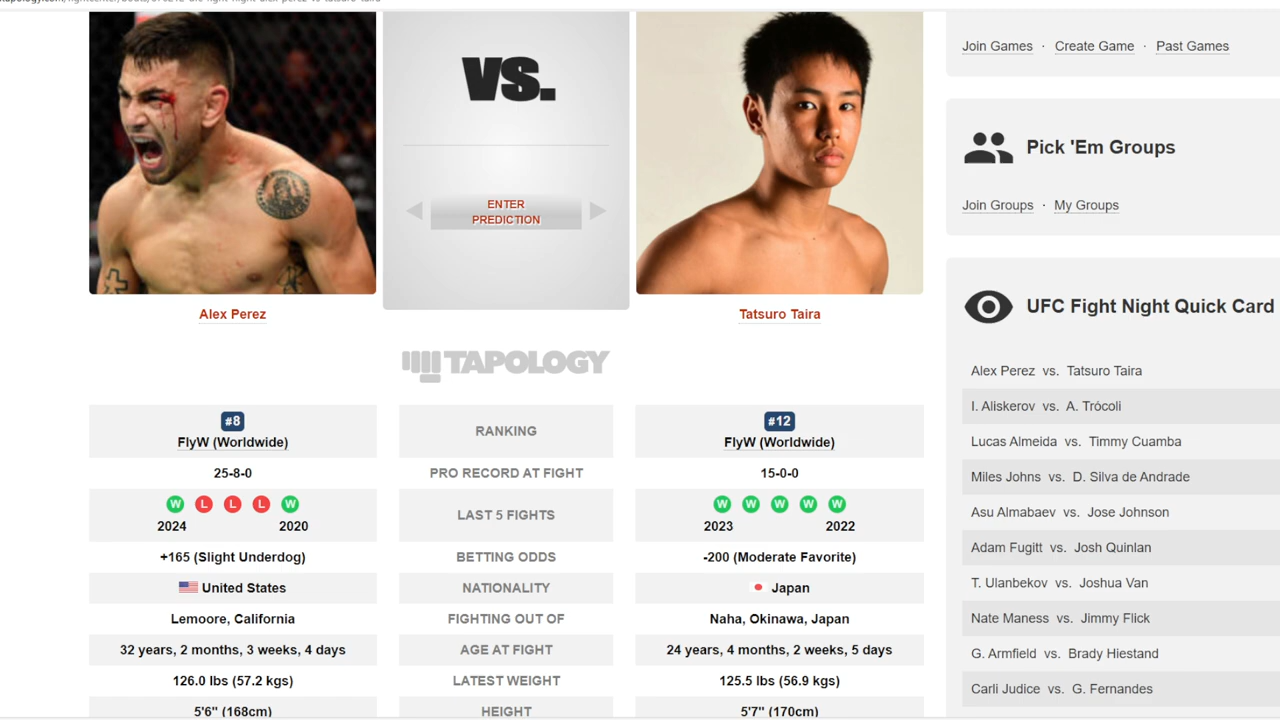 VS.
ENTER
PREDICTION
Alex Perez
Tatsuro Taira
TAPOLOGY
#8
FlyW (Worldwide)
RANKING
#12
FlyW (Worldwide)
25-8-0
PRO RECORD AT FIGHT
15-0-0
W L L L W
2024 2020
LAST 5 FIGHTS
W W W W W
2023 2022
+165 (Slight Underdog)
BETTING ODDS
-200 (Moderate Favorite)
United States
NATIONALITY
Japan
Lemoore, California
FIGHTING OUT OF
Naha, Okinawa, Japan
32 years, 2 months, 3 weeks, 4 days
AGE AT FIGHT
24 years, 4 months, 2 weeks, 5 days
126.0 lbs (57.2 kgs)
LATEST WEIGHT
125.5 lbs (56.9 kgs)
5'6" (168cm)
HEIGHT
5'7" (170cm)
Join Games · Create Game · Past Games
Pick 'Em Groups
Join Groups · My Groups
UFC Fight Night Quick Card
Alex Perez vs. Tatsuro Taira
I. Aliskerov vs. A. Trócoli
Lucas Almeida vs. Timmy Cuamba
Miles Johns vs. D. Silva de Andrade
Asu Almabaev vs. Jose Johnson
Adam Fugitt vs. Josh Quinlan
T. Ulanbekov vs. Joshua Van
Nate Maness vs. Jimmy Flick
G. Armfield vs. Brady Hiestand
Carli Judice vs. G. Fernandes